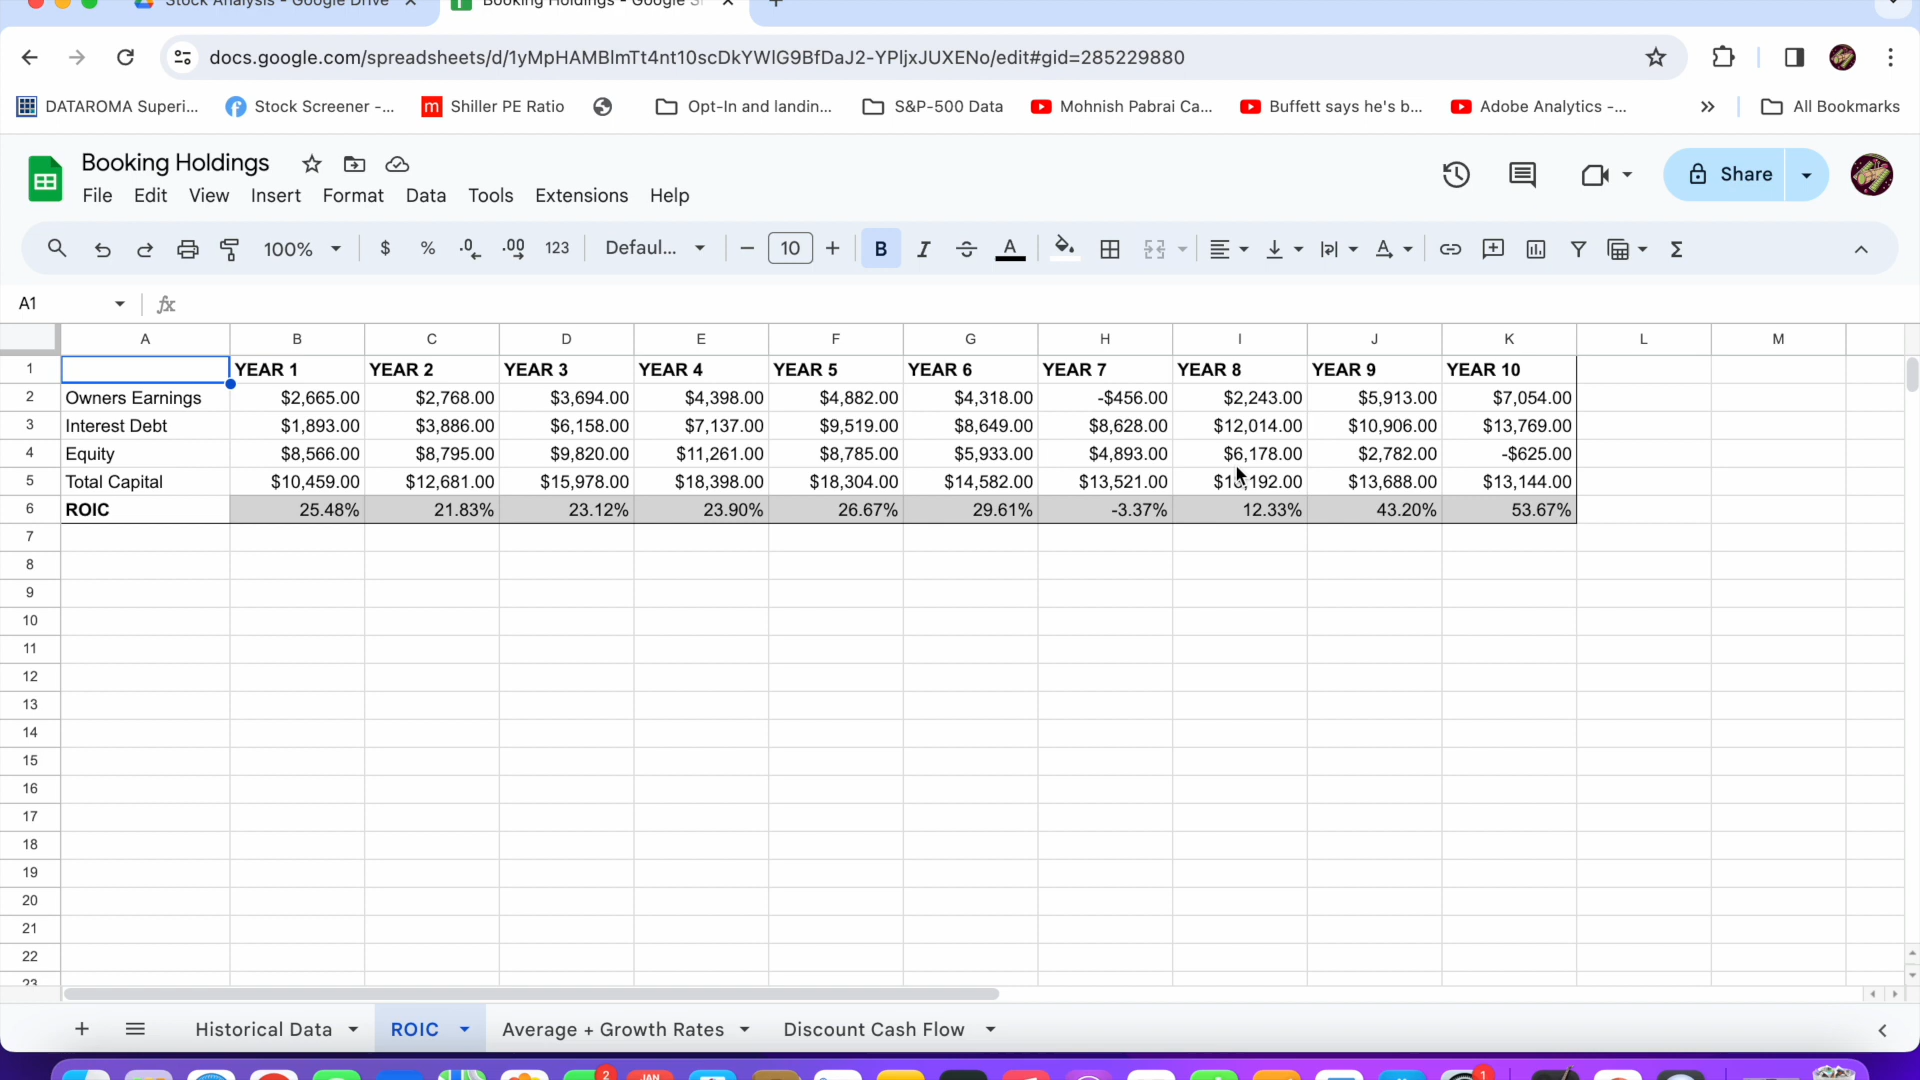 Stock Analysis - Google Drive
Booking Holdings - Google S
docs.google.com/spreadsheets/d/1yMpHAMBlmTt4nt10scDkYWlG9BfDaJ2-YPljxJUXENo/edit#gid=285229880
DATAROMA Superi... Stock Screener -... Shiller PE Ratio Opt-In and landin... S&P-500 Data Mohnish Pabrai Ca... Buffett says he's b... Adobe Analytics -... » All Bookmarks
Booking Holdings
File Edit View Insert Format Data Tools Extensions Help
Share
100% $ % .0 .00 123 Defaul... 10 B I A Σ
A1 fx
A B C D E F G H I J K L M
1 YEAR 1 YEAR 2 YEAR 3 YEAR 4 YEAR 5 YEAR 6 YEAR 7 YEAR 8 YEAR 9 YEAR 10
2 Owners Earnings $2,665.00 $2,768.00 $3,694.00 $4,398.00 $4,882.00 $4,318.00 -$456.00 $2,243.00 $5,913.00 $7,054.00
3 Interest Debt $1,893.00 $3,886.00 $6,158.00 $7,137.00 $9,519.00 $8,649.00 $8,628.00 $12,014.00 $10,906.00 $13,769.00
4 Equity $8,566.00 $8,795.00 $9,820.00 $11,261.00 $8,785.00 $5,933.00 $4,893.00 $6,178.00 $2,782.00 -$625.00
5 Total Capital $10,459.00 $12,681.00 $15,978.00 $18,398.00 $18,304.00 $14,582.00 $13,521.00 $18,192.00 $13,688.00 $13,144.00
6 ROIC 25.48% 21.83% 23.12% 23.90% 26.67% 29.61% -3.37% 12.33% 43.20% 53.67%
7
8
9
10
11
12
13
14
15
16
17
18
19
20
21
22
23
Historical Data ROIC Average + Growth Rates Discount Cash Flow
2 JAN 1